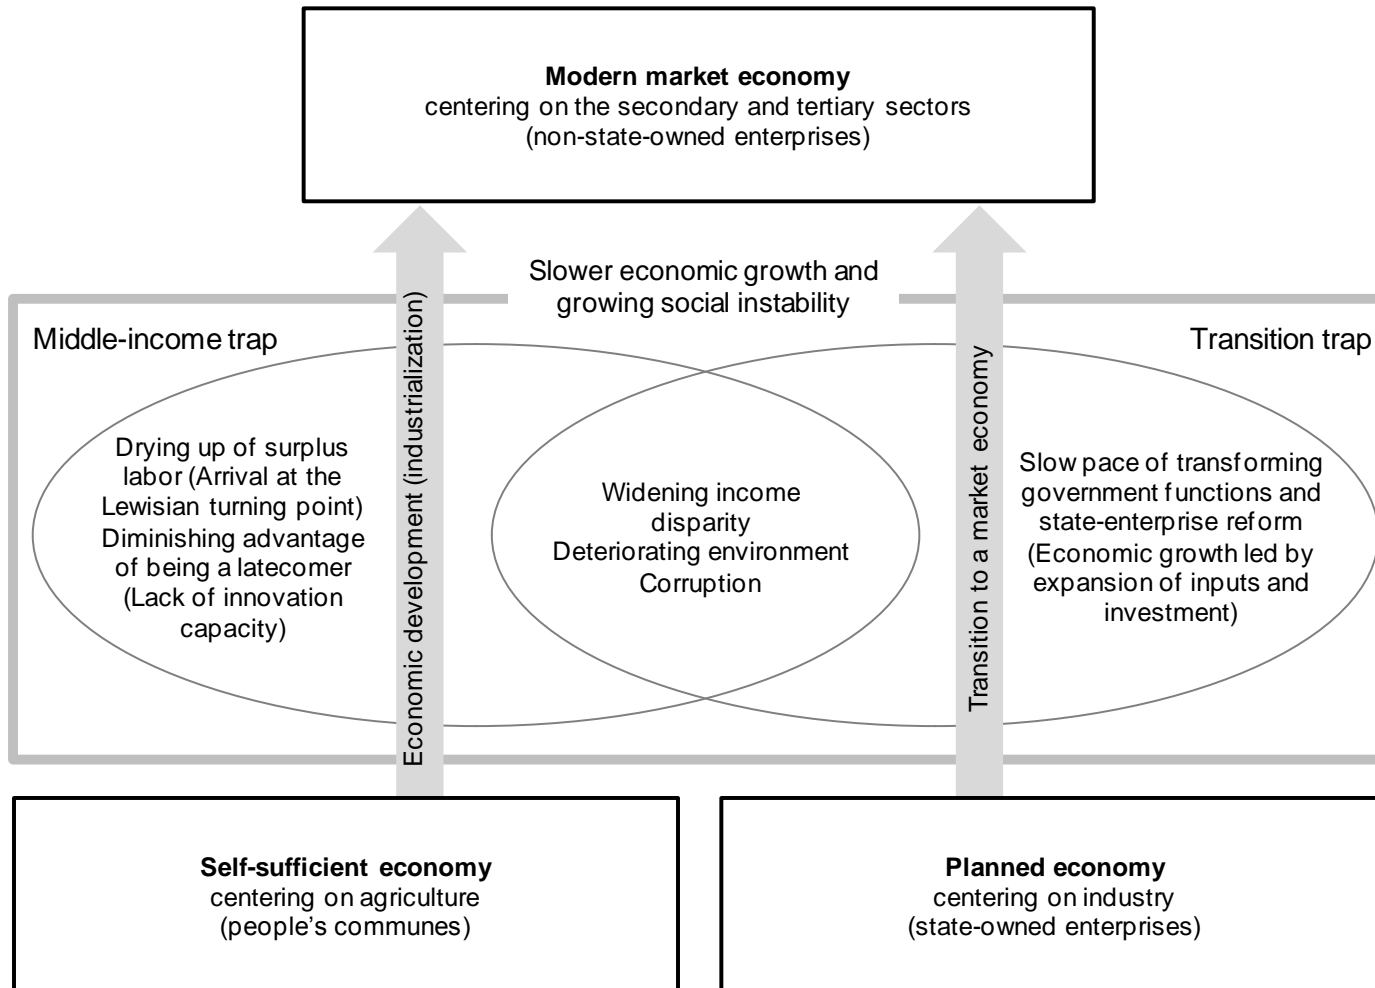 Modern market economy
centering on the secondary and tertiary sectors
(non-state-owned enterprises)
Slower economic growth and
growing social instability
Middle-income trap
Transition trap
Economic development (industrialization)
Transition to a market economy
Drying up of surplus
labor (Arrival at the
Lewisian turning point)
Diminishing advantage
of being a latecomer
(Lack of innovation
capacity)
Widening income
disparity
Deteriorating environment
Corruption
Slow pace of transforming
government functions and
state-enterprise reform
(Economic growth led by
expansion of inputs and
investment)
Self-sufficient economy
centering on agriculture
(people’s communes)
Planned economy
centering on industry
(state-owned enterprises)